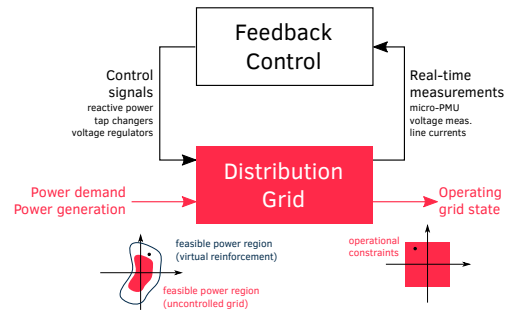 Feedback
Control
Control
signals
reactive power
tap changers
voltage regulators
Real-time
measurements
micro-PMU
voltage meas.
line currents
Distribution
Grid
Power demand
Power generation
Operating
grid state
feasible power region
(virtual reinforcement)
feasible power region
(uncontrolled grid)
operational
constraints